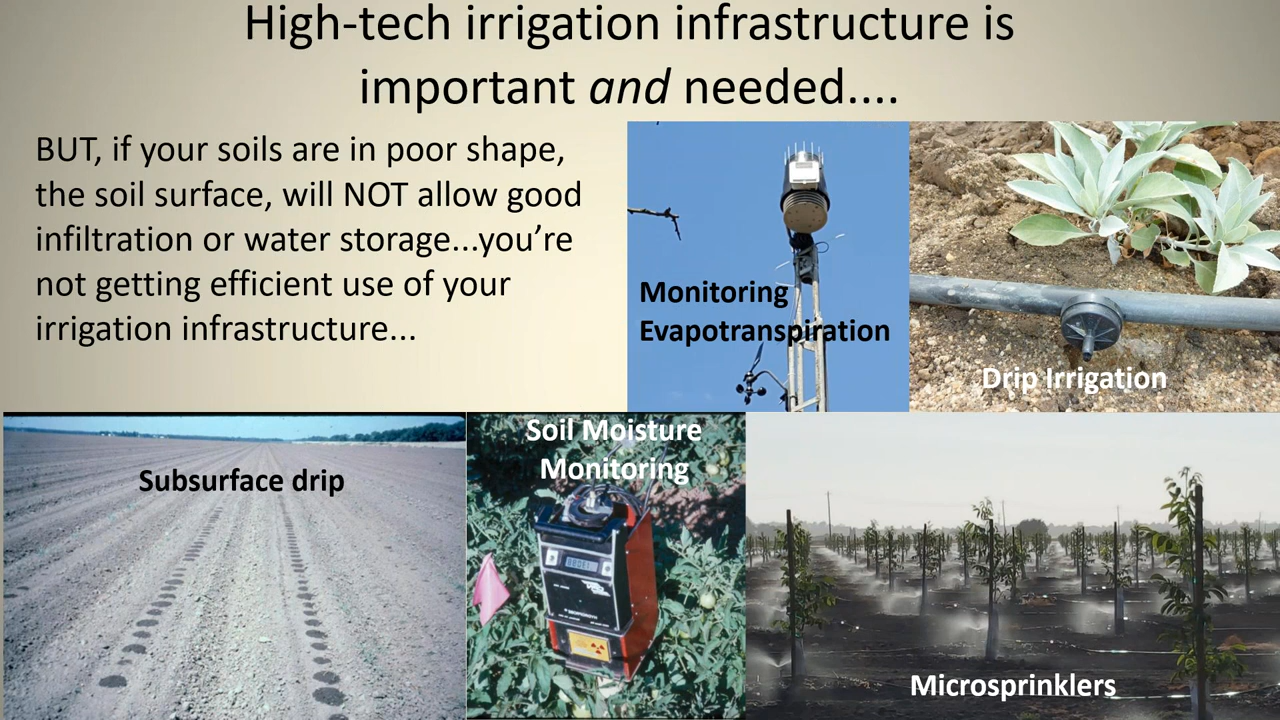 High-tech irrigation infrastructure is
important and needed....
BUT, if your soils are in poor shape,
the soil surface, will NOT allow good
infiltration or water storage...you’re
not getting efficient use of your
irrigation infrastructure...
Monitoring
Evapotranspiration
Drip Irrigation
Subsurface drip
Soil Moisture
Monitoring
Microsprinklers